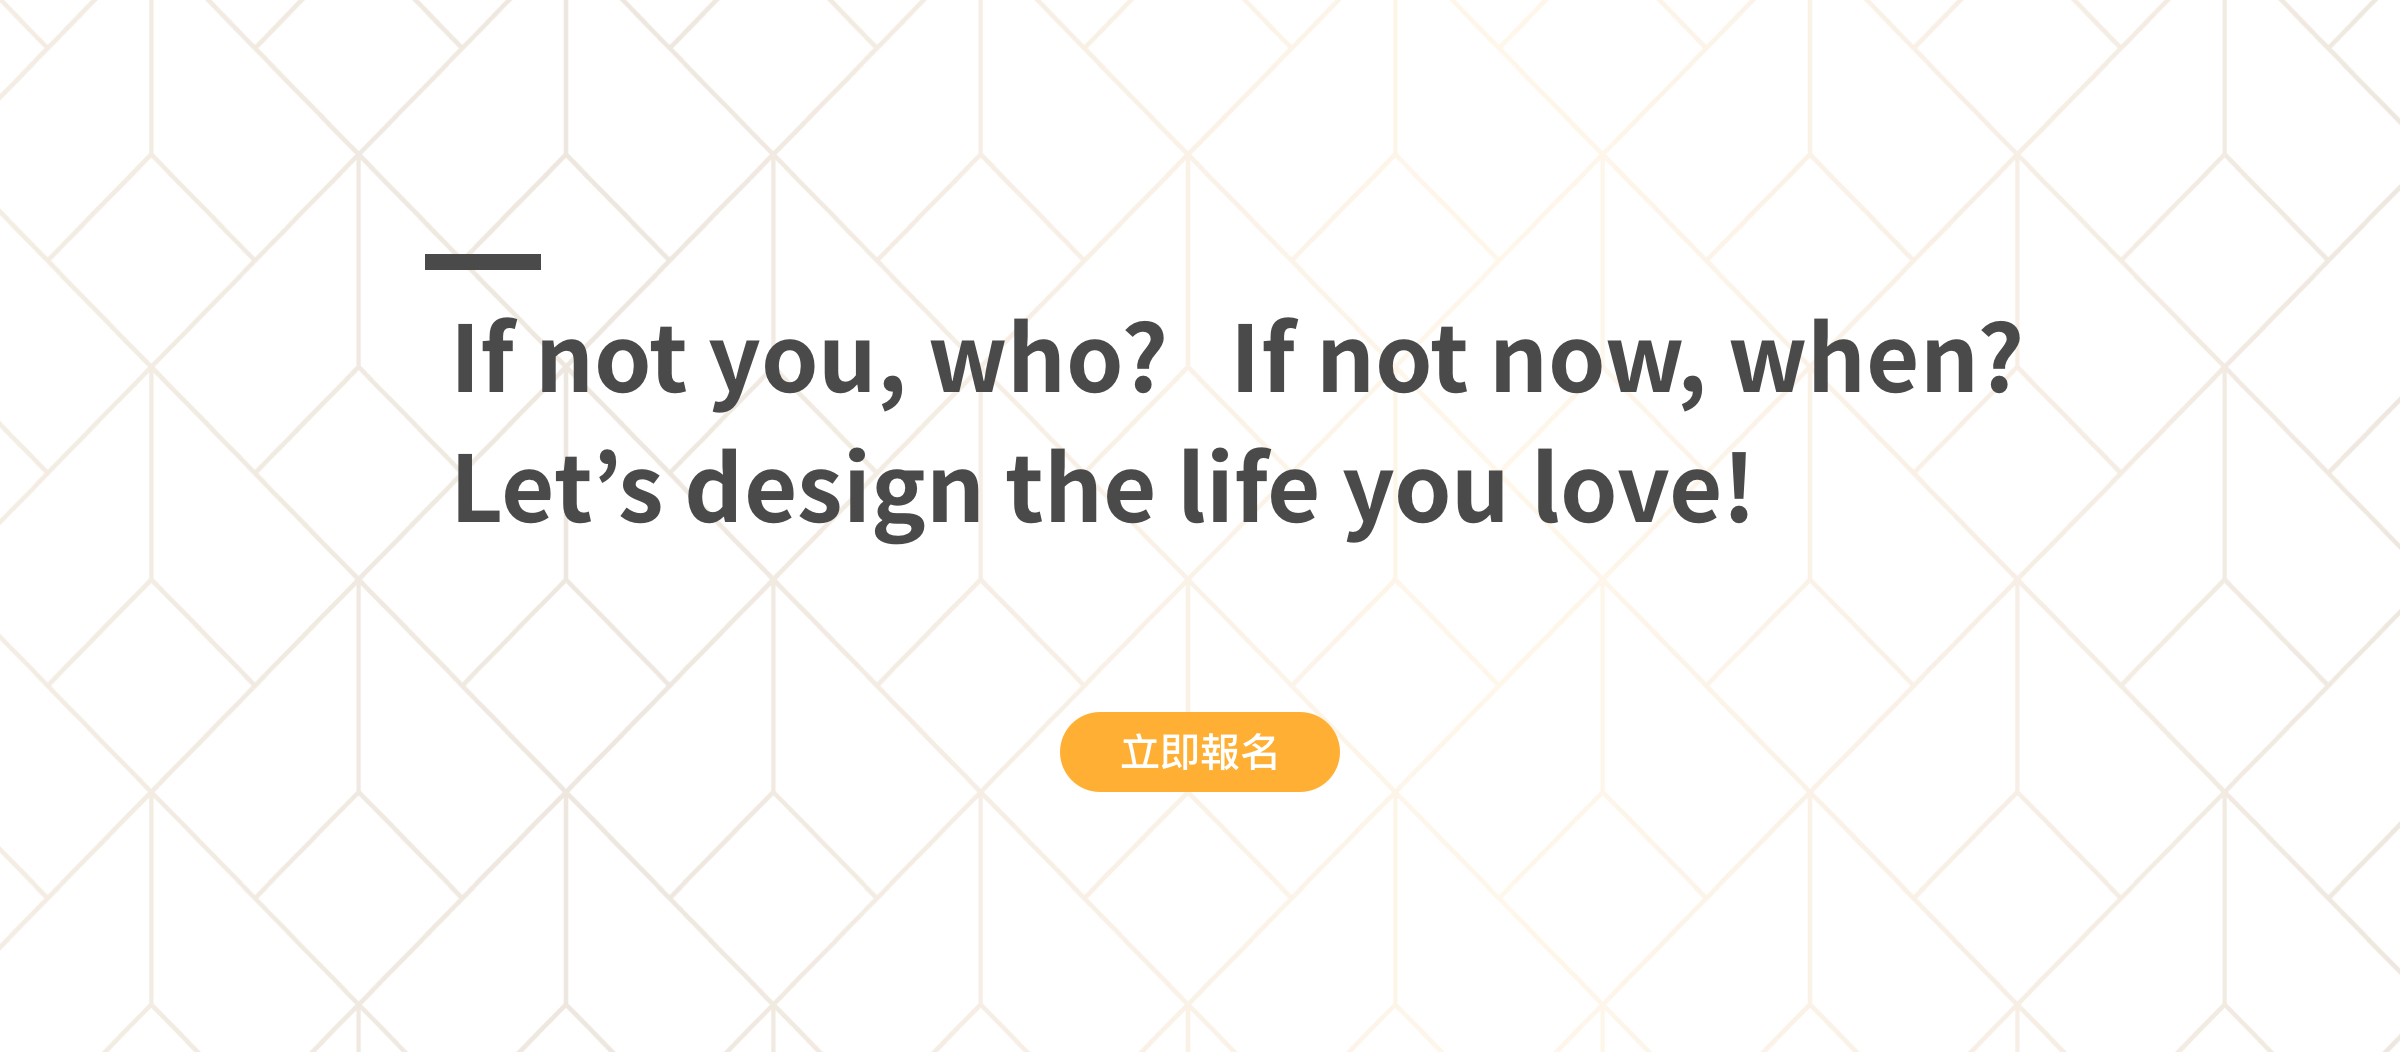 If not you, who?   If not now, when?
Let’s design the life you love!
立即報名